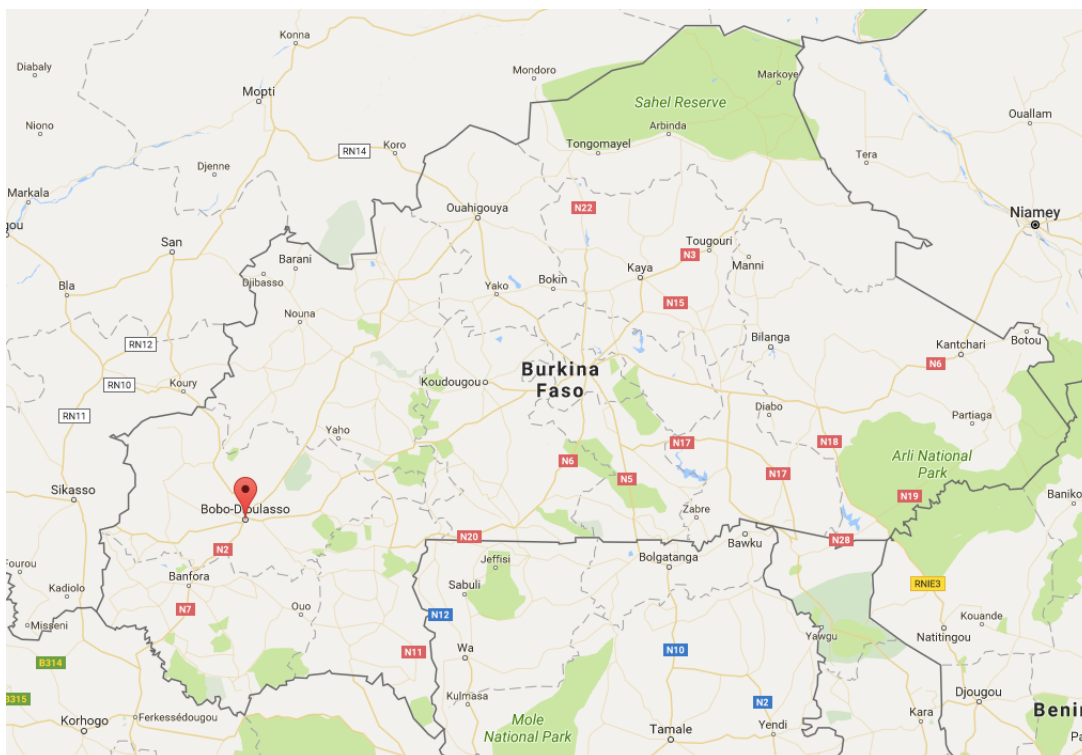 Konna
Diabaly
Mondoro
Markoye
Mopti
Sahel Reserve
Ouallam
Niono
Arbinda
Tongomayel
RN14
Koro
Tera
Djenne
Markala
Ouahigouya
N22
Niamey
gou
San
Tougouri
N3
Barani
Manni
Djibasso
Kaya
Bokin
Yako
Bla
N15
Nouna
Botou
RN12
Bilanga
Kantchari
N6
Burkina
Faso
Koudougou
Koury
RN10
Diabo
RN11
Partiaga
Yaho
N17
N18
Arli National
Park
N6
N5
N17
Sikasso
N19
Baniko
Bobo-Dioulasso
Zabre
N20
N28
Bawku
N2
Jeffisi
Bolgatanga
Fourou
Banfora
Sabuli
RNIE3
Kadiolo
N7
Ouo
N12
Kouande
Misseni
Yawgu
Natitingou
N11
Wa
N10
B314
Kulmasa
Djougou
B315
N2
Benin
Korhogo
Ferkessédougou
Mole
National Park
Tamale
Yendi
Kara
Pa